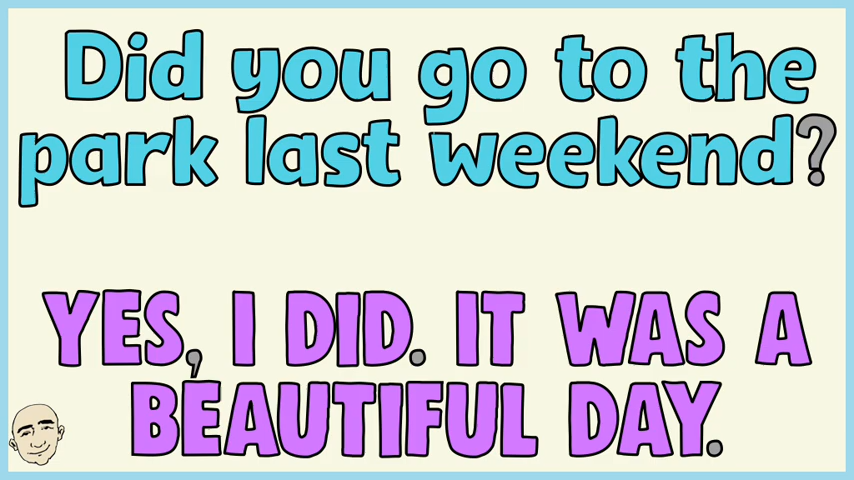 Did you go to the
park last weekend?
YES, I DID. IT WAS A
BEAUTIFUL DAY.